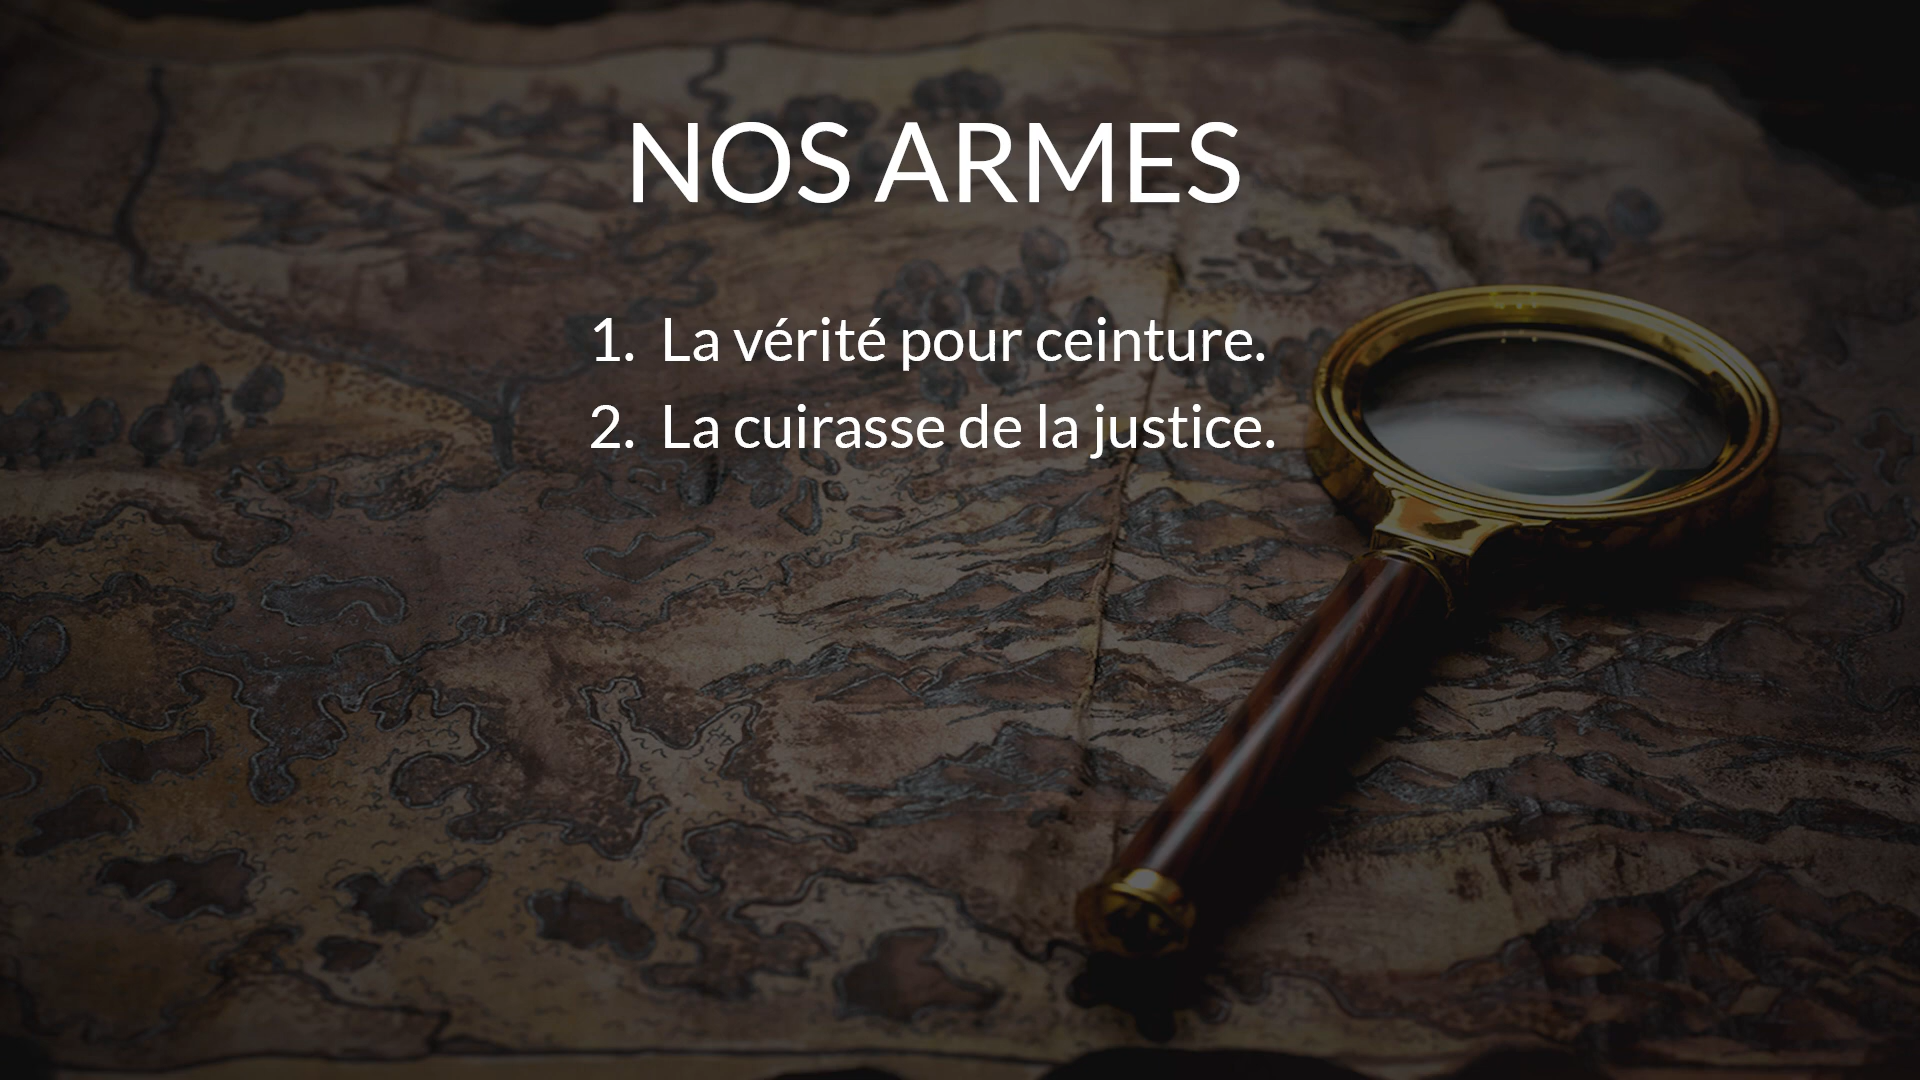 NOS ARMES
1. La vérité pour ceinture.
2. La cuirasse de la justice.